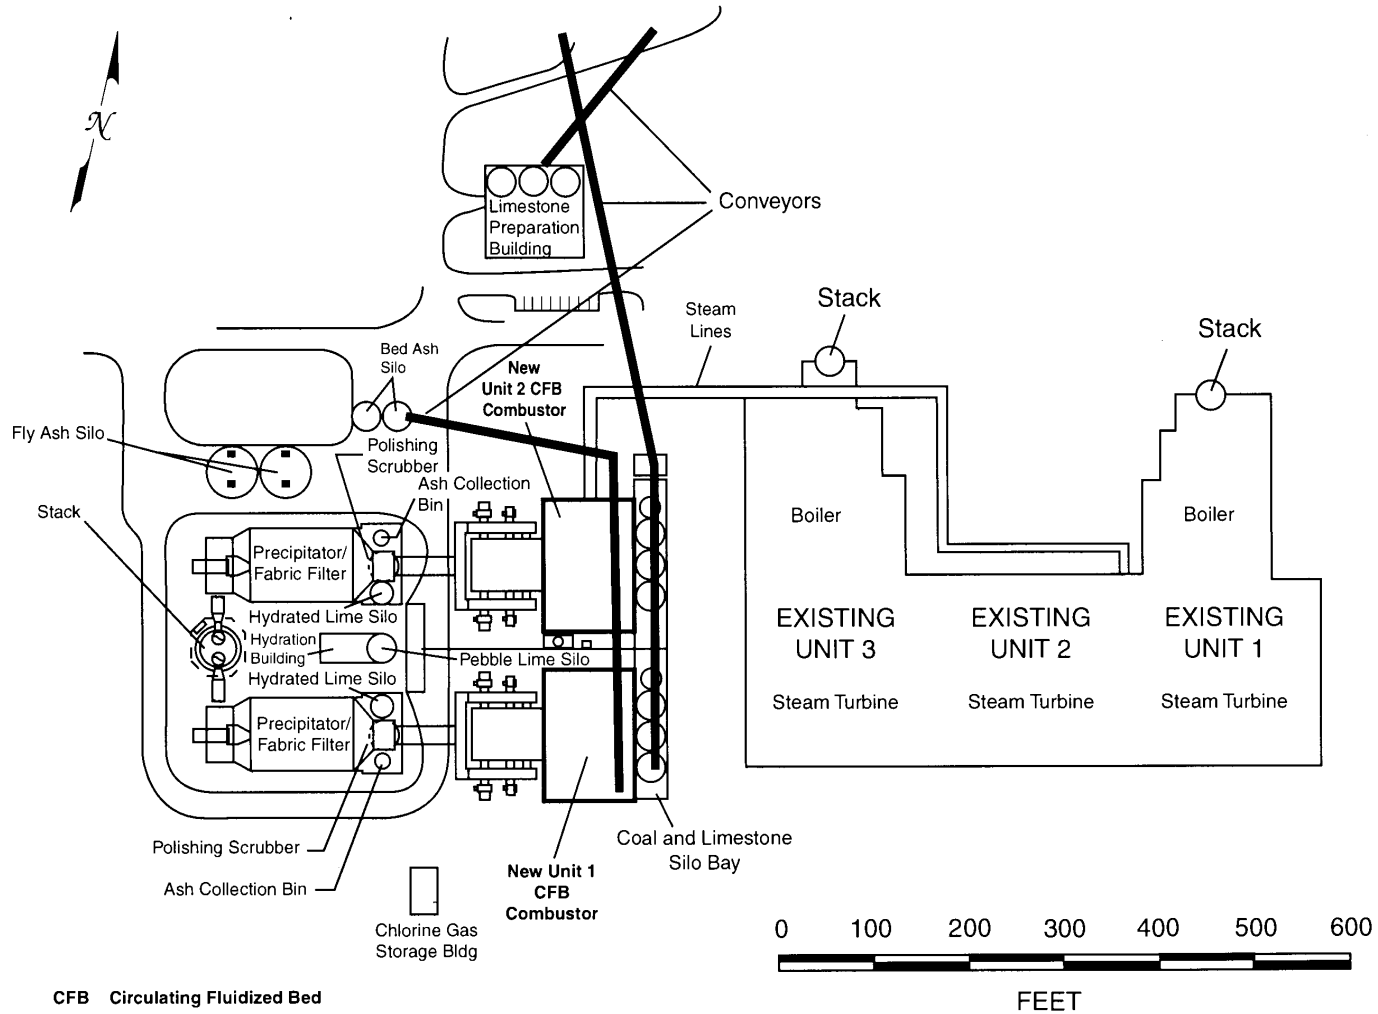 N
Conveyors
Limestone
Preparation
Building
Stack
Steam
Lines
Stack
Bed Ash
Silo
New
Unit 2 CFB
Combustor
Fly Ash Silo
Polishing
Scrubber
Ash Collection
Bin
Stack
Boiler
Boiler
Precipitator/
Fabric Filter
Hydrated Lime Silo
EXISTING
UNIT 3
EXISTING
UNIT 2
EXISTING
UNIT 1
Hydration
Building
Pebble Lime Silo
Hydrated Lime Silo
Steam Turbine
Steam Turbine
Steam Turbine
Precipitator/
Fabric Filter
Polishing Scrubber
Coal and Limestone
Silo Bay
Ash Collection Bin
New Unit 1
CFB
Combustor
Chlorine Gas
Storage Bldg
0 100 200 300 400 500 600
FEET
CFB Circulating Fluidized Bed